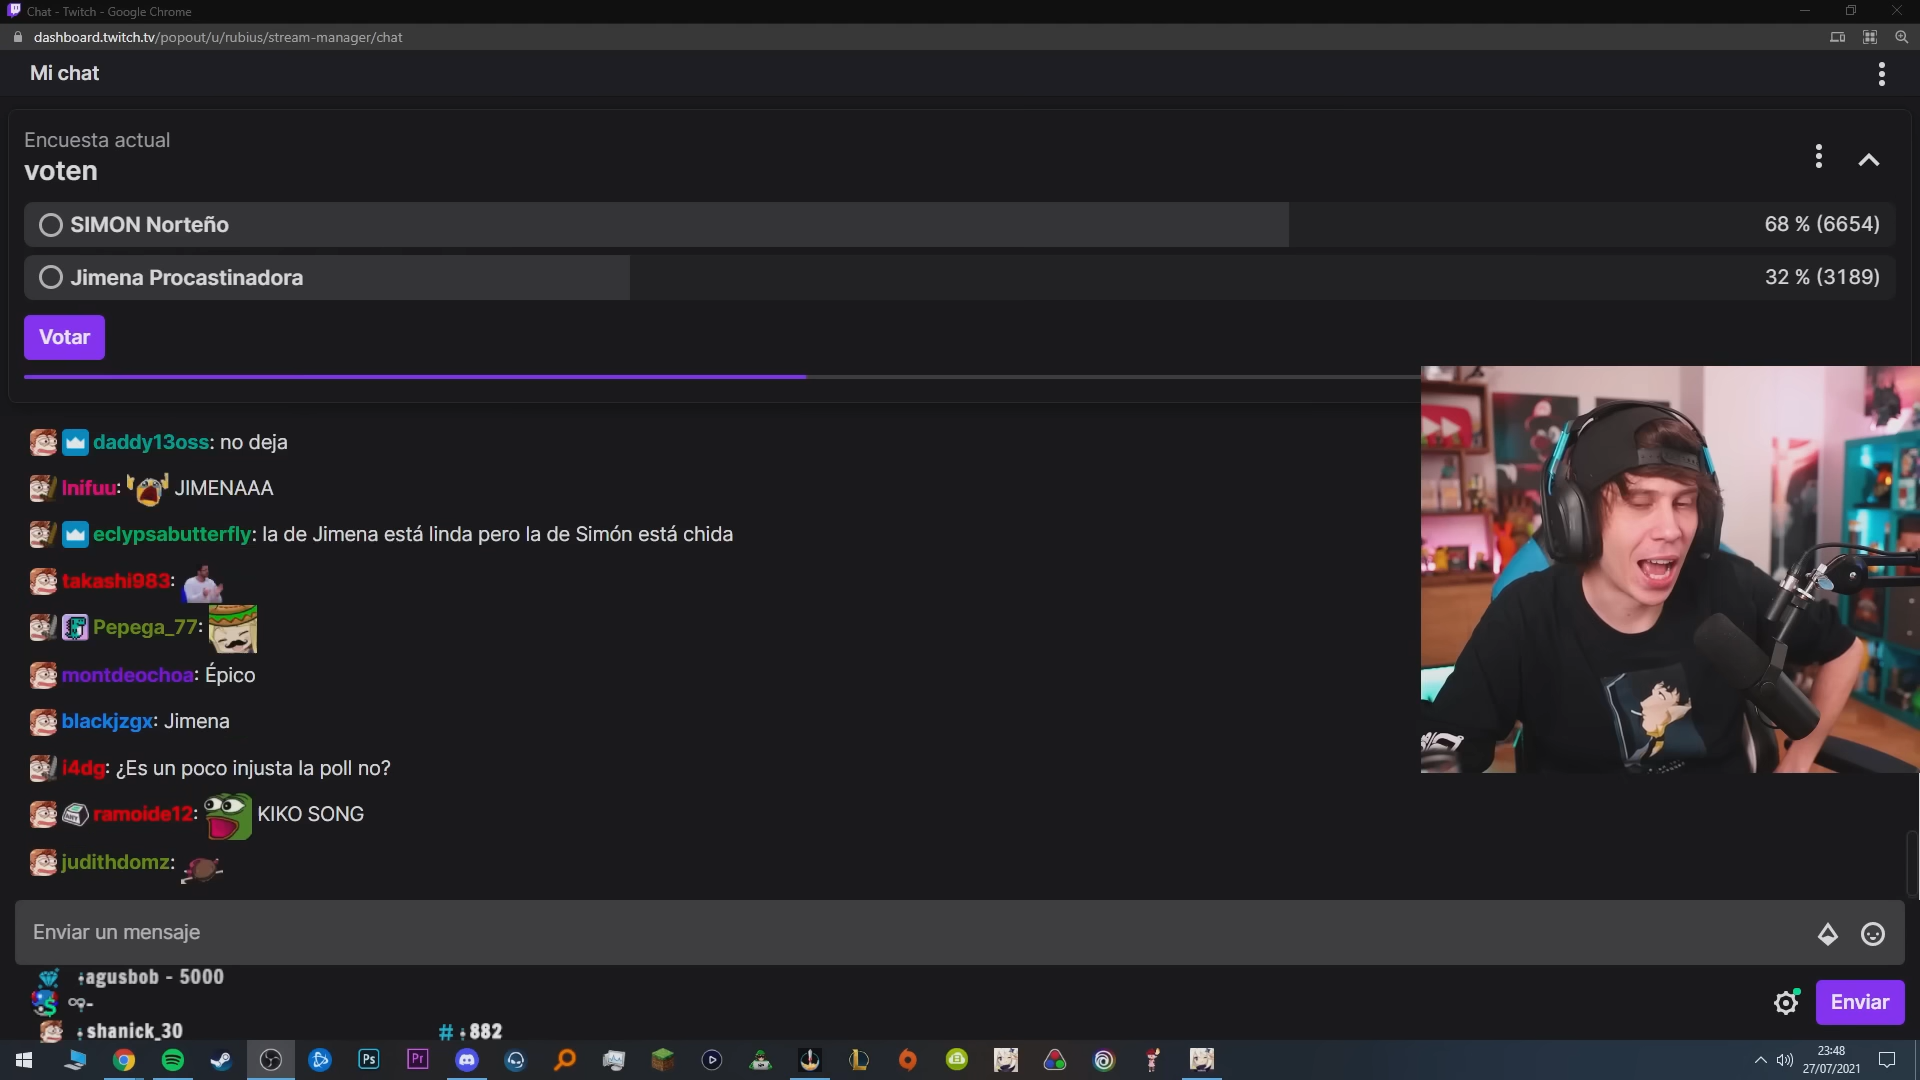 Chat - Twitch - Google Chrome
dashboard.twitch.tv/popout/u/rubius/stream-manager/chat
Mi chat
Encuesta actual
voten
SIMON Norteño 68 % (6654)
Jimena Procastinadora 32 % (3189)
Votar
daddy13oss: no deja
Inifuu: JIMENAAA
eclypsabutterfly: la de Jimena está linda pero la de Simón está chida
takashi983:
Pepega_77:
montdeochoa: Épico
blackjzgx: Jimena
i4dg: ¿Es un poco injusta la poll no?
ramoide12: KIKO SONG
judithdomz:
Enviar un mensaje
agusbob - 5000
shanick_30 # 882
Enviar
Ps
Pr
23:48
27/07/2021